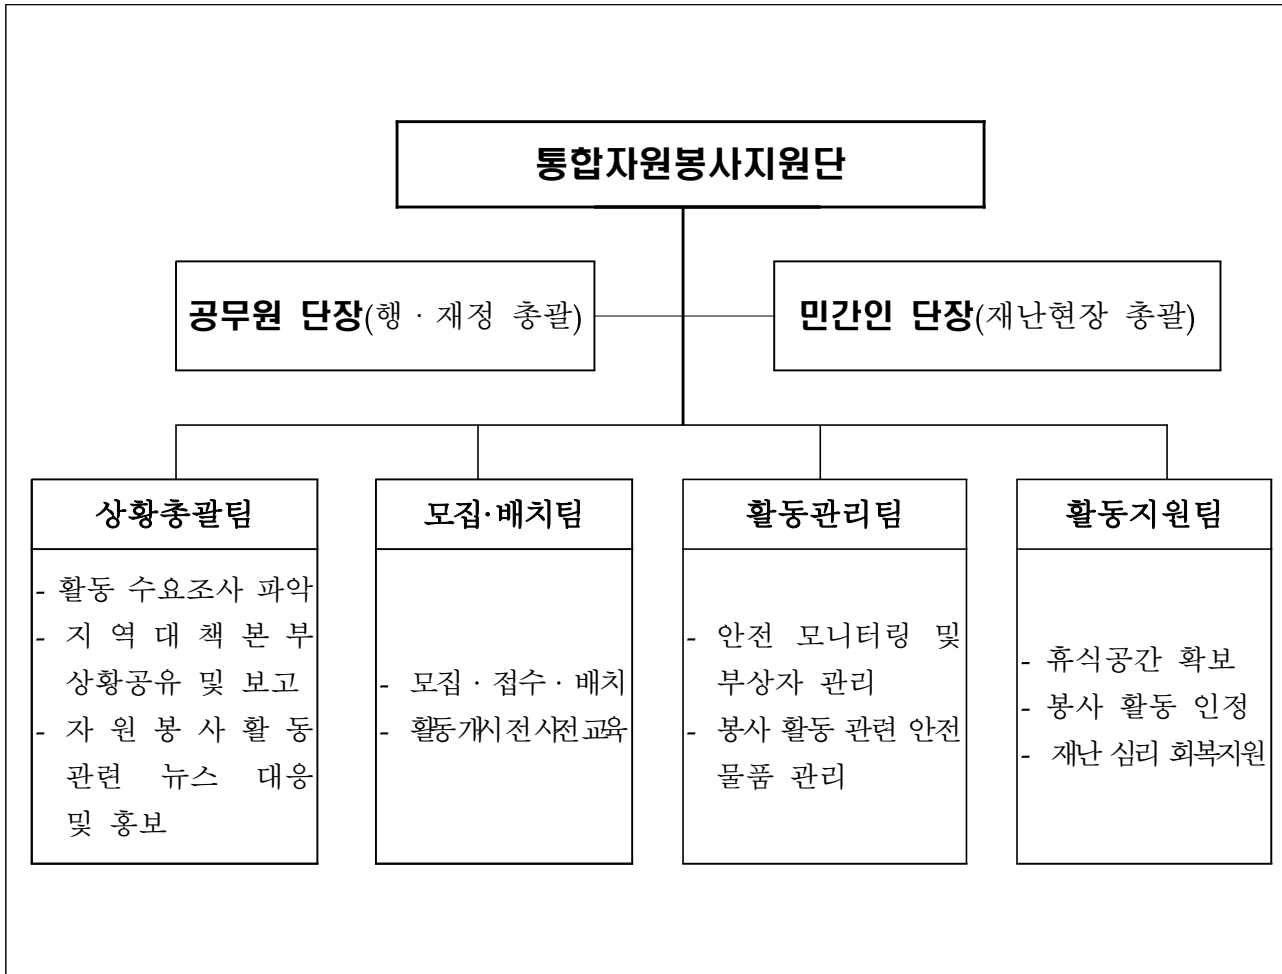 통합자원봉사지원단
공무원 단장(행 · 재정 총괄)
민간인 단장(재난현장 총괄)
상황총괄팀
- 활동 수요조사 파악
- 지 역 대 책 본 부
상황공유 및 보고
- 자 원 봉 사 활 동
관련 뉴스 대응
및 홍보
모집·배치팀
- 모집 · 접수 · 배치
- 활동개시 전 사전교육
활동관리팀
- 안전 모니터링 및
부상자 관리
- 봉사 활동 관련 안전
물품 관리
활동지원팀
- 휴식공간 확보
- 봉사 활동 인정
- 재난 심리 회복지원